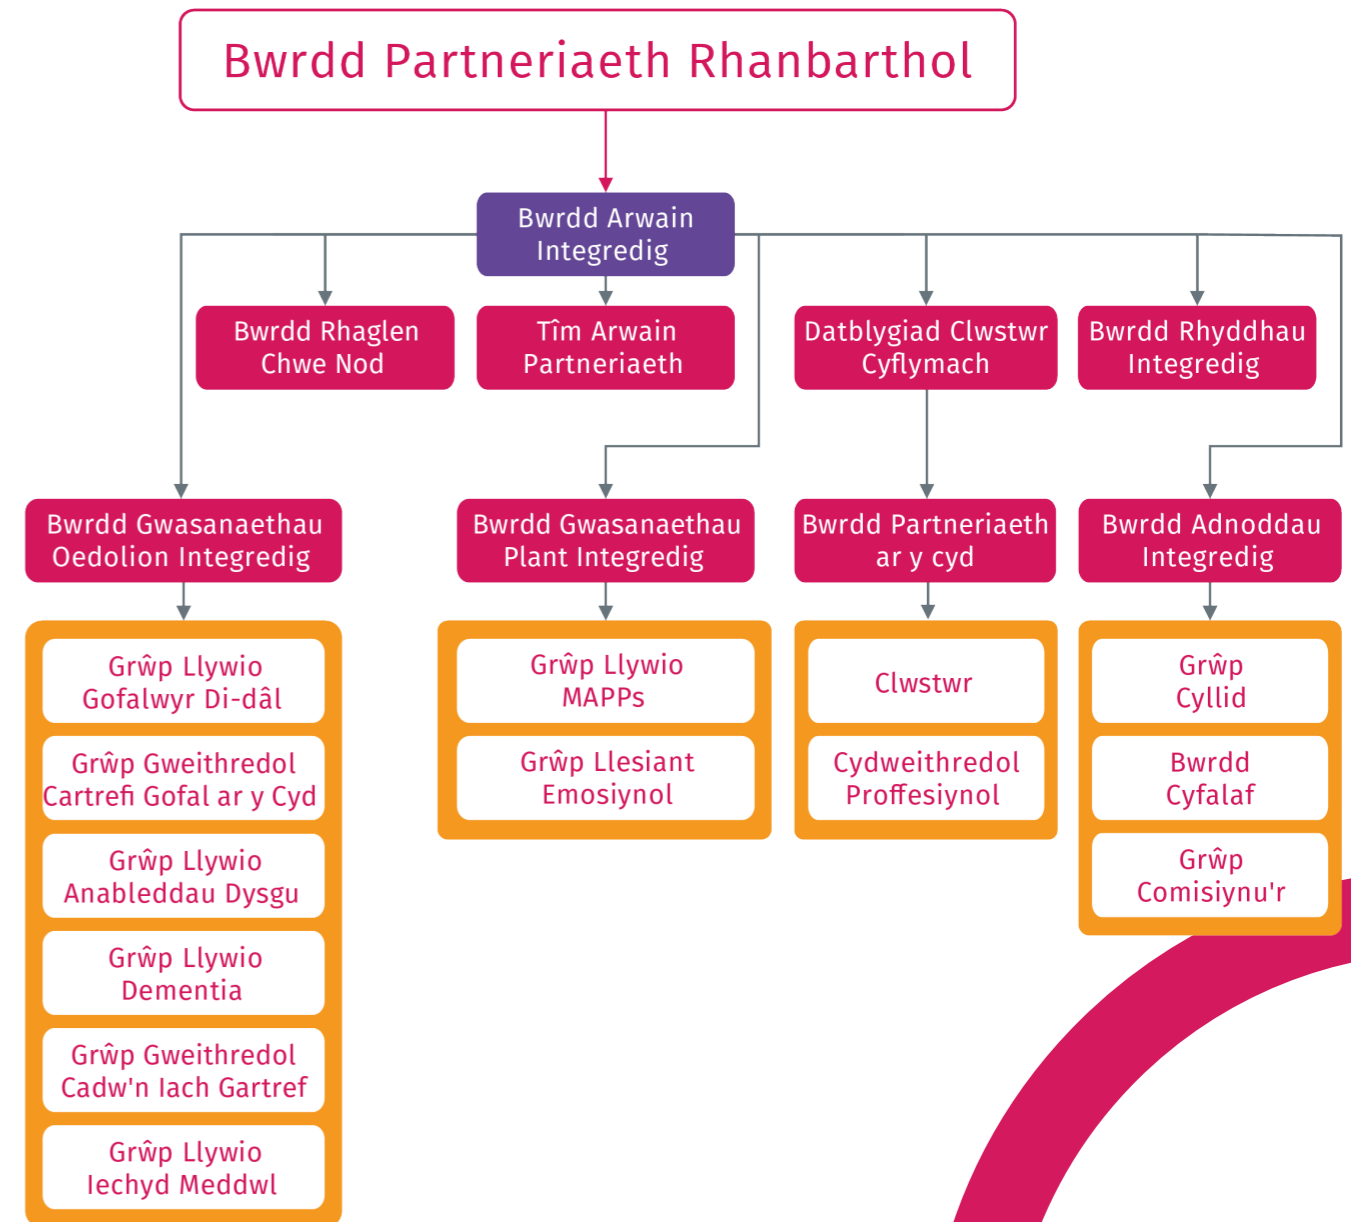 Bwrdd Partneriaeth Rhanbarthol
Bwrdd Arwain
Integredig
Bwrdd Rhaglen
Chwe Nod
Tîm Arwain
Partneriaeth
Datblygiad Clwstwr
Cyflymach
Bwrdd Rhyddhau
Integredig
Bwrdd Gwasanaethau
Oedolion Integredig
Bwrdd Gwasanaethau
Plant Integredig
Bwrdd Partneriaeth
ar y cyd
Bwrdd Adnoddau
Integredig
Grŵp Llywio
Gofalwyr Di-dâl
Grŵp Gweithredol
Cartrefi Gofal ar y Cyd
Grŵp Llywio
Anableddau Dysgu
Grŵp Llywio
Dementia
Grŵp Gweithredol
Cadw'n Iach Gartref
Grŵp Llywio
Iechyd Meddwl
Grŵp Llywio
MAPPs
Grŵp Llesiant
Emosiynol
Clwstwr
Cydweithredol
Proffesiynol
Grŵp
Cyllid
Bwrdd
Cyfalaf
Grŵp
Comisiynu'r